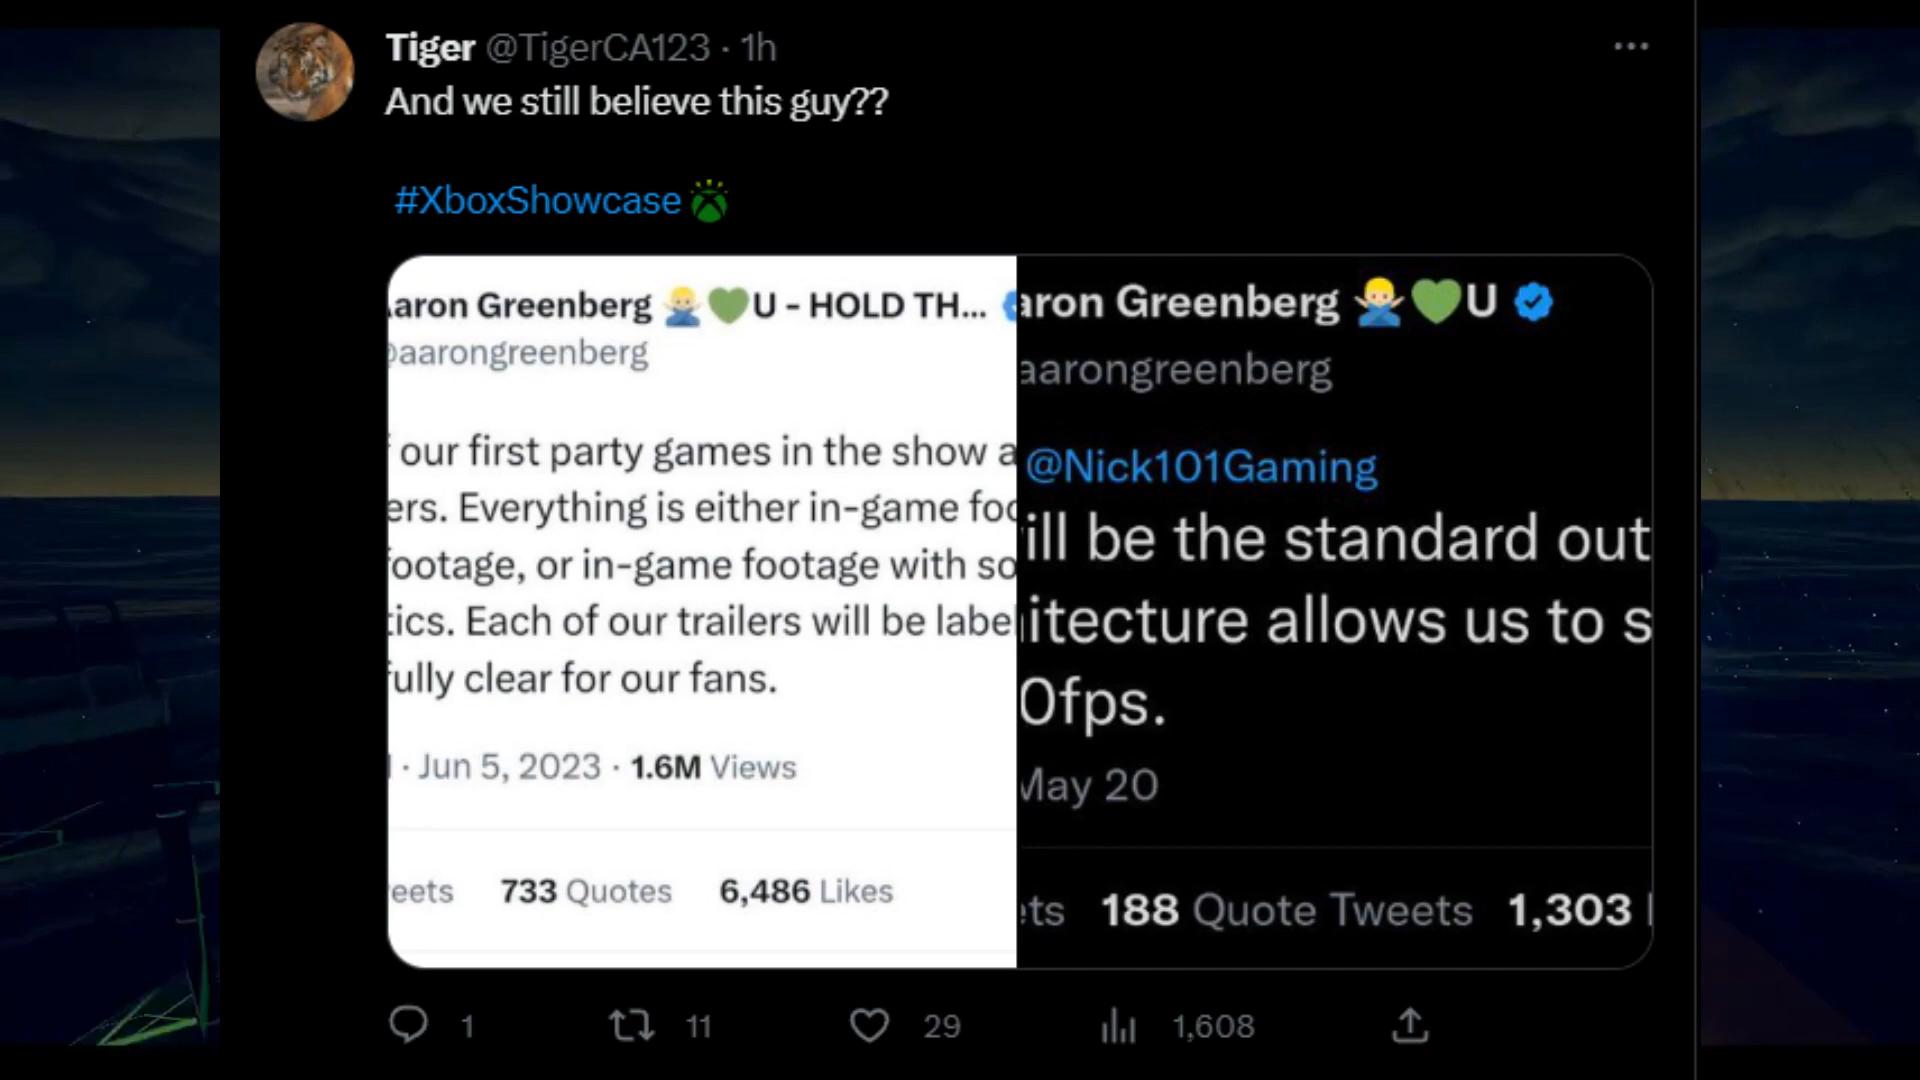 Tiger @TigerCA123 · 1h
And we still believe this guy??
#XboxShowcase
aron Greenberg 🙅🏼‍♂️💚U - HOLD TH...
@aarongreenberg
our first party games in the show a
ers. Everything is either in-game foo
footage, or in-game footage with so
tics. Each of our trailers will be label
fully clear for our fans.
· Jun 5, 2023 · 1.6M Views
eets 733 Quotes 6,486 Likes
aron Greenberg 🤷🏼‍♂️💚U
aarongreenberg
@Nick101Gaming
ill be the standard out
itecture allows us to s
0fps.
May 20
ts 188 Quote Tweets 1,303
1 11 29 1,608